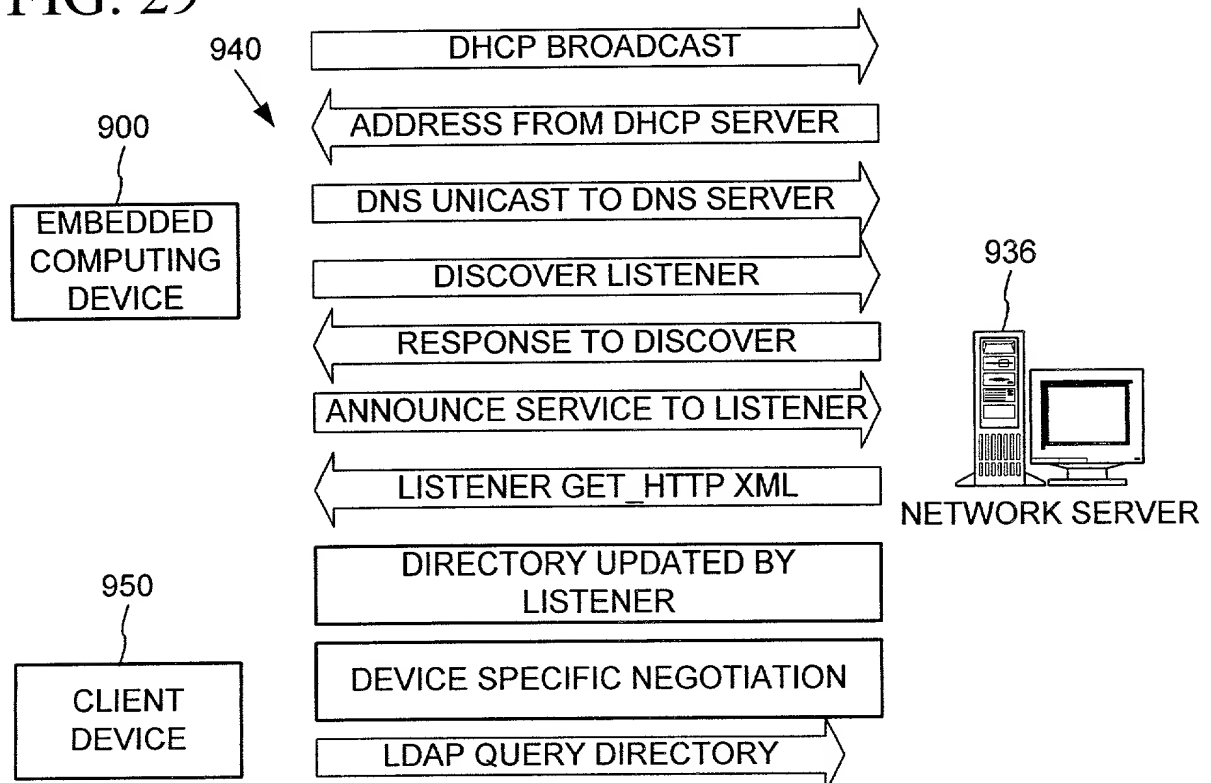 FIG. 29
940
DHCP BROADCAST
ADDRESS FROM DHCP SERVER
900
DNS UNICAST TO DNS SERVER
EMBEDDED
COMPUTING
DEVICE
DISCOVER LISTENER
936
RESPONSE TO DISCOVER
ANNOUNCE SERVICE TO LISTENER
LISTENER GET_HTTP XML
NETWORK SERVER
DIRECTORY UPDATED BY
LISTENER
950
DEVICE SPECIFIC NEGOTIATION
CLIENT
DEVICE
LDAP QUERY DIRECTORY